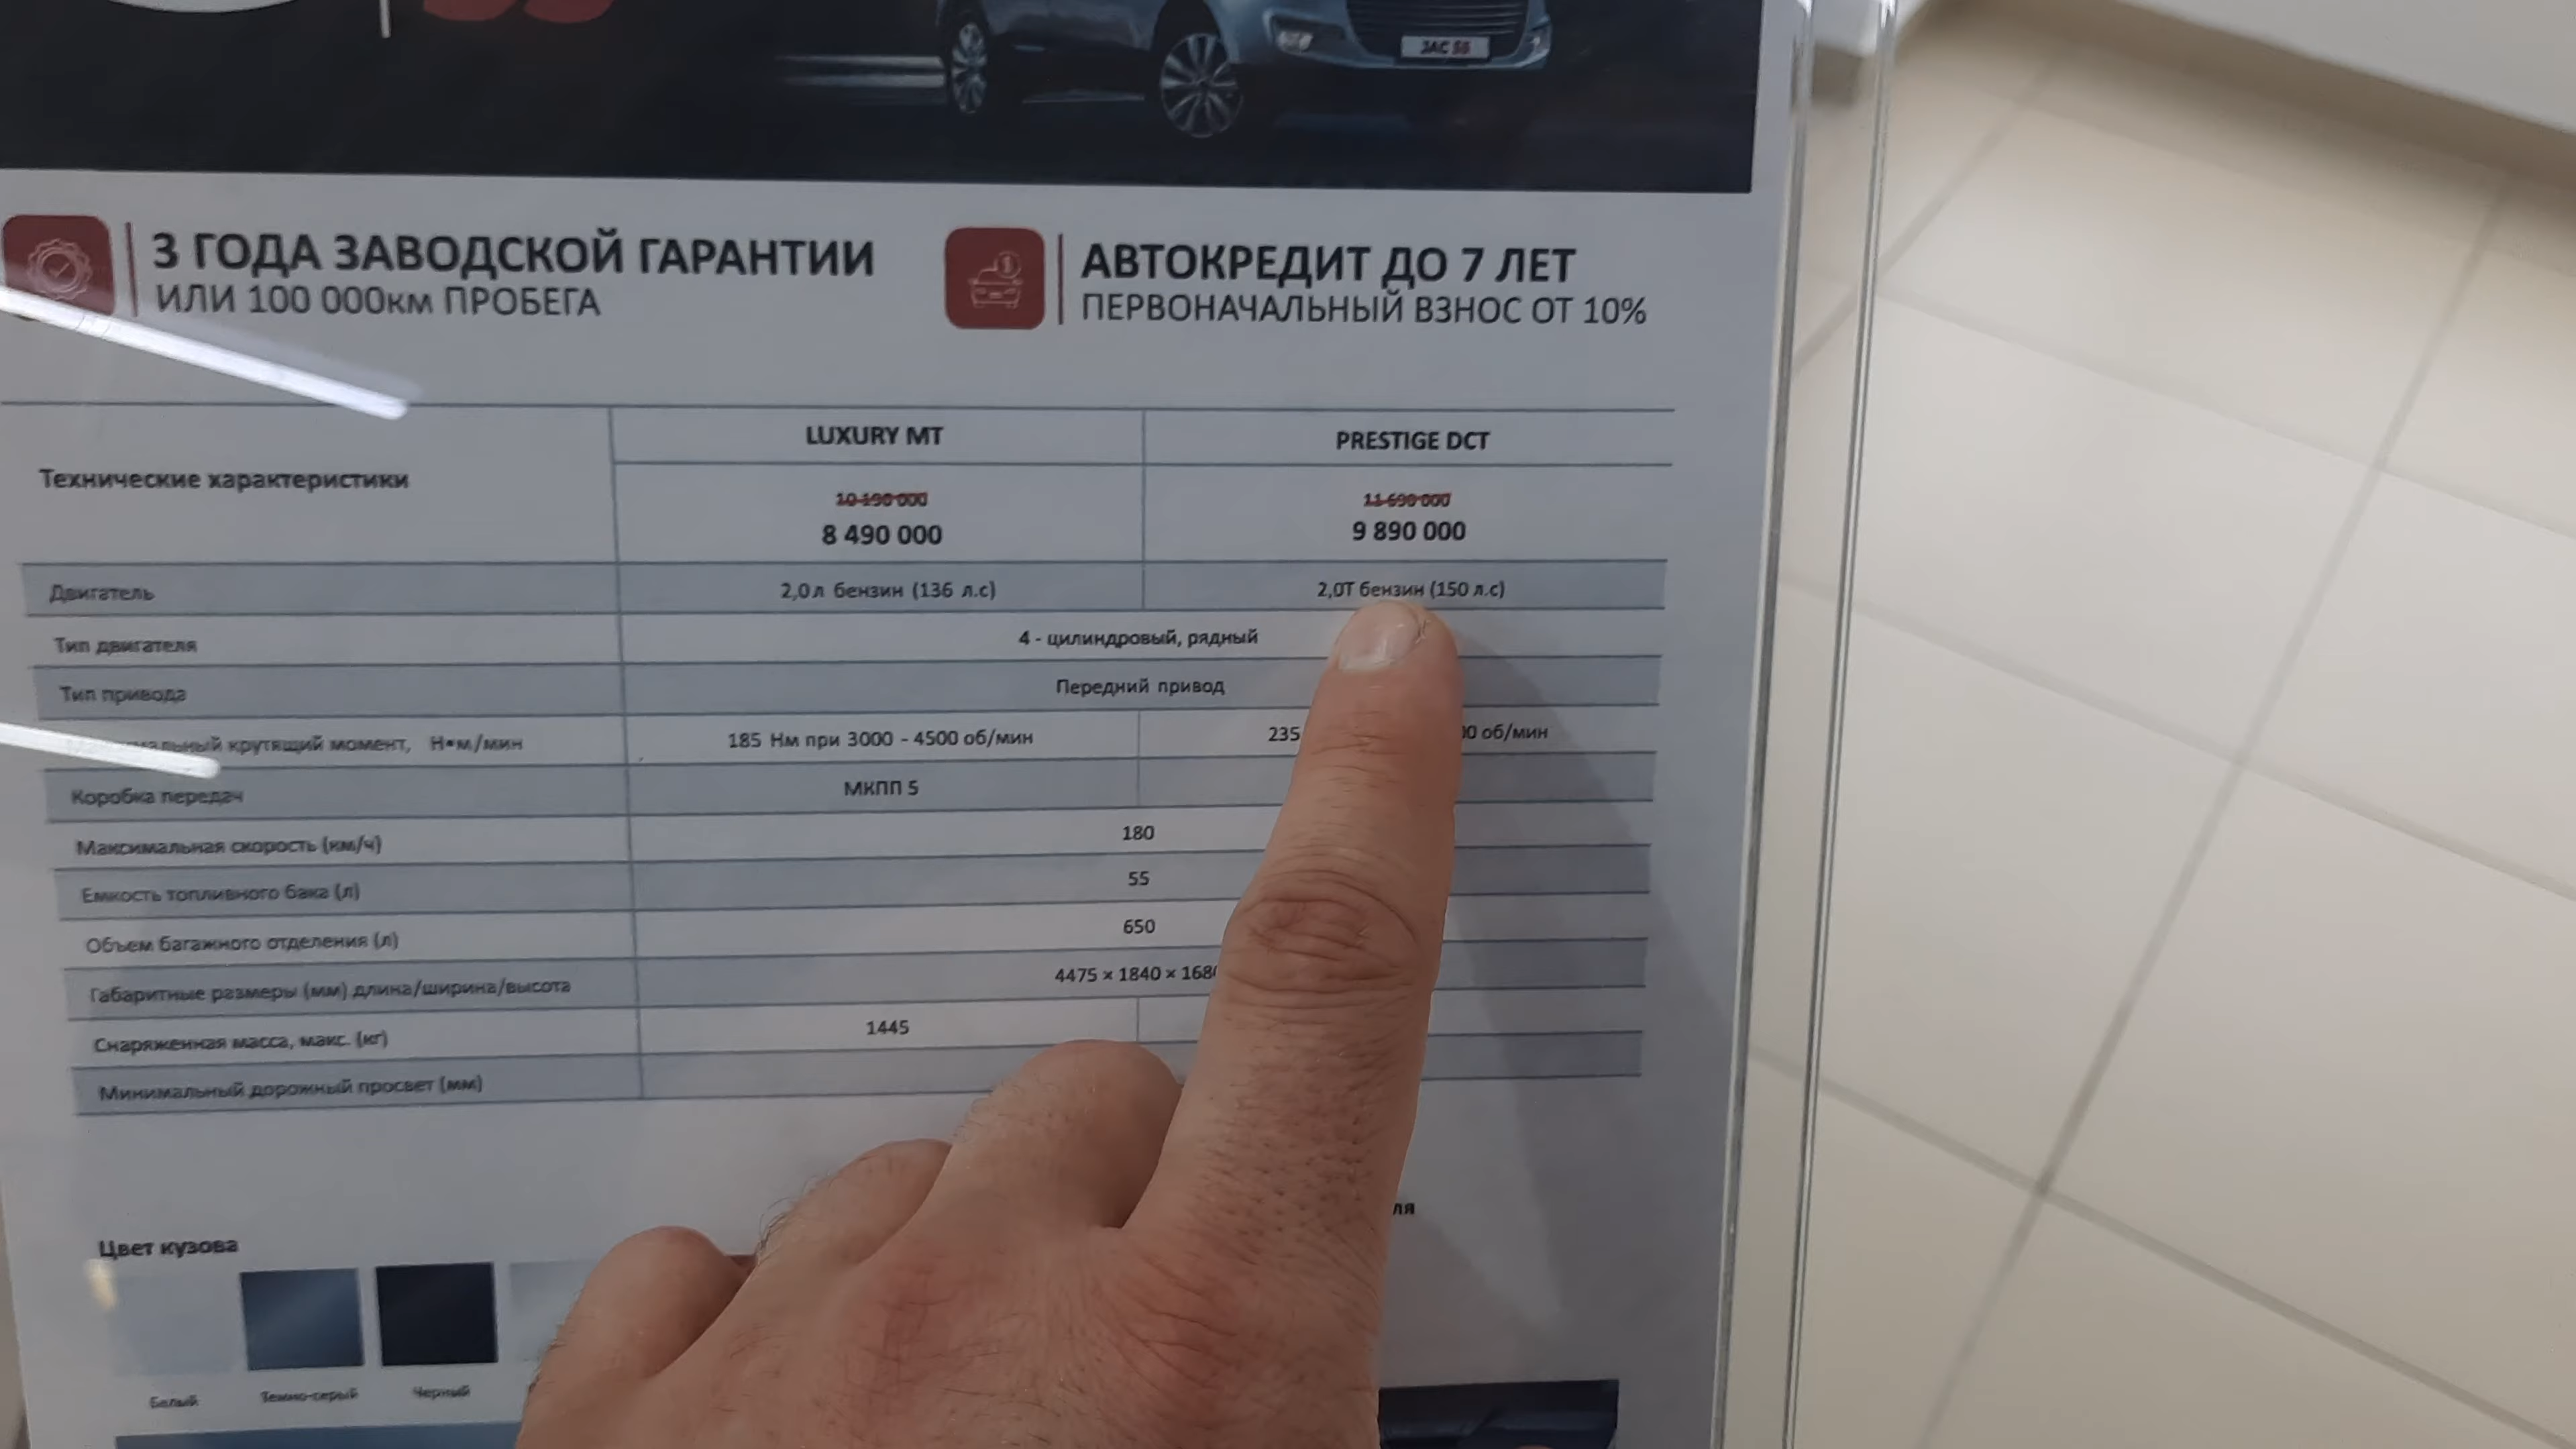 JAC S5
3 ГОДА ЗАВОДСКОЙ ГАРАНТИИ
ИЛИ 100 000км ПРОБЕГА
АВТОКРЕДИТ ДО 7 ЛЕТ
ПЕРВОНАЧАЛЬНЫЙ ВЗНОС ОТ 10%
Технические характеристики
LUXURY MT
PRESTIGE DCT
10 190 000
11 690 000
8 490 000
9 890 000
Двигатель
2,0л бензин (136 л.с)
2,0Т бензин (150 л.с)
Тип двигателя
4 - цилиндровый, рядный
Тип привода
Передний привод
крутящий момент, Н•м/мин
185 Нм при 3000 - 4500 об/мин
235 об/мин
Коробка передач
МКПП 5
Максимальная скорость (км/ч)
180
Емкость топливного бака (л)
55
Объем багажного отделения (л)
650
Габаритные размеры (мм) длина/ширина/высота
4475 × 1840 × 168
Снаряженная масса, макс. (кг)
1445
Минимальный дорожный просвет (мм)
Цвет кузова
Белый
Темно-серый
Черный